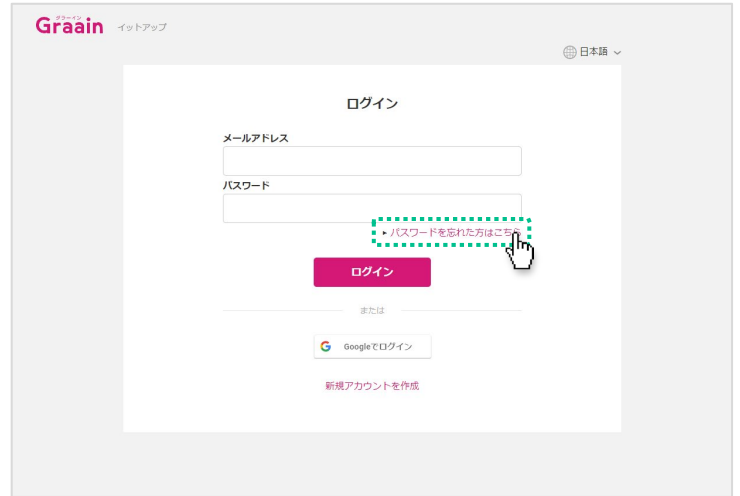 グラーイン
Graain イットアップ
日本語
ログイン
メールアドレス
パスワード
パスワードを忘れた方はこちら
ログイン
または
G Googleでログイン
新規アカウントを作成